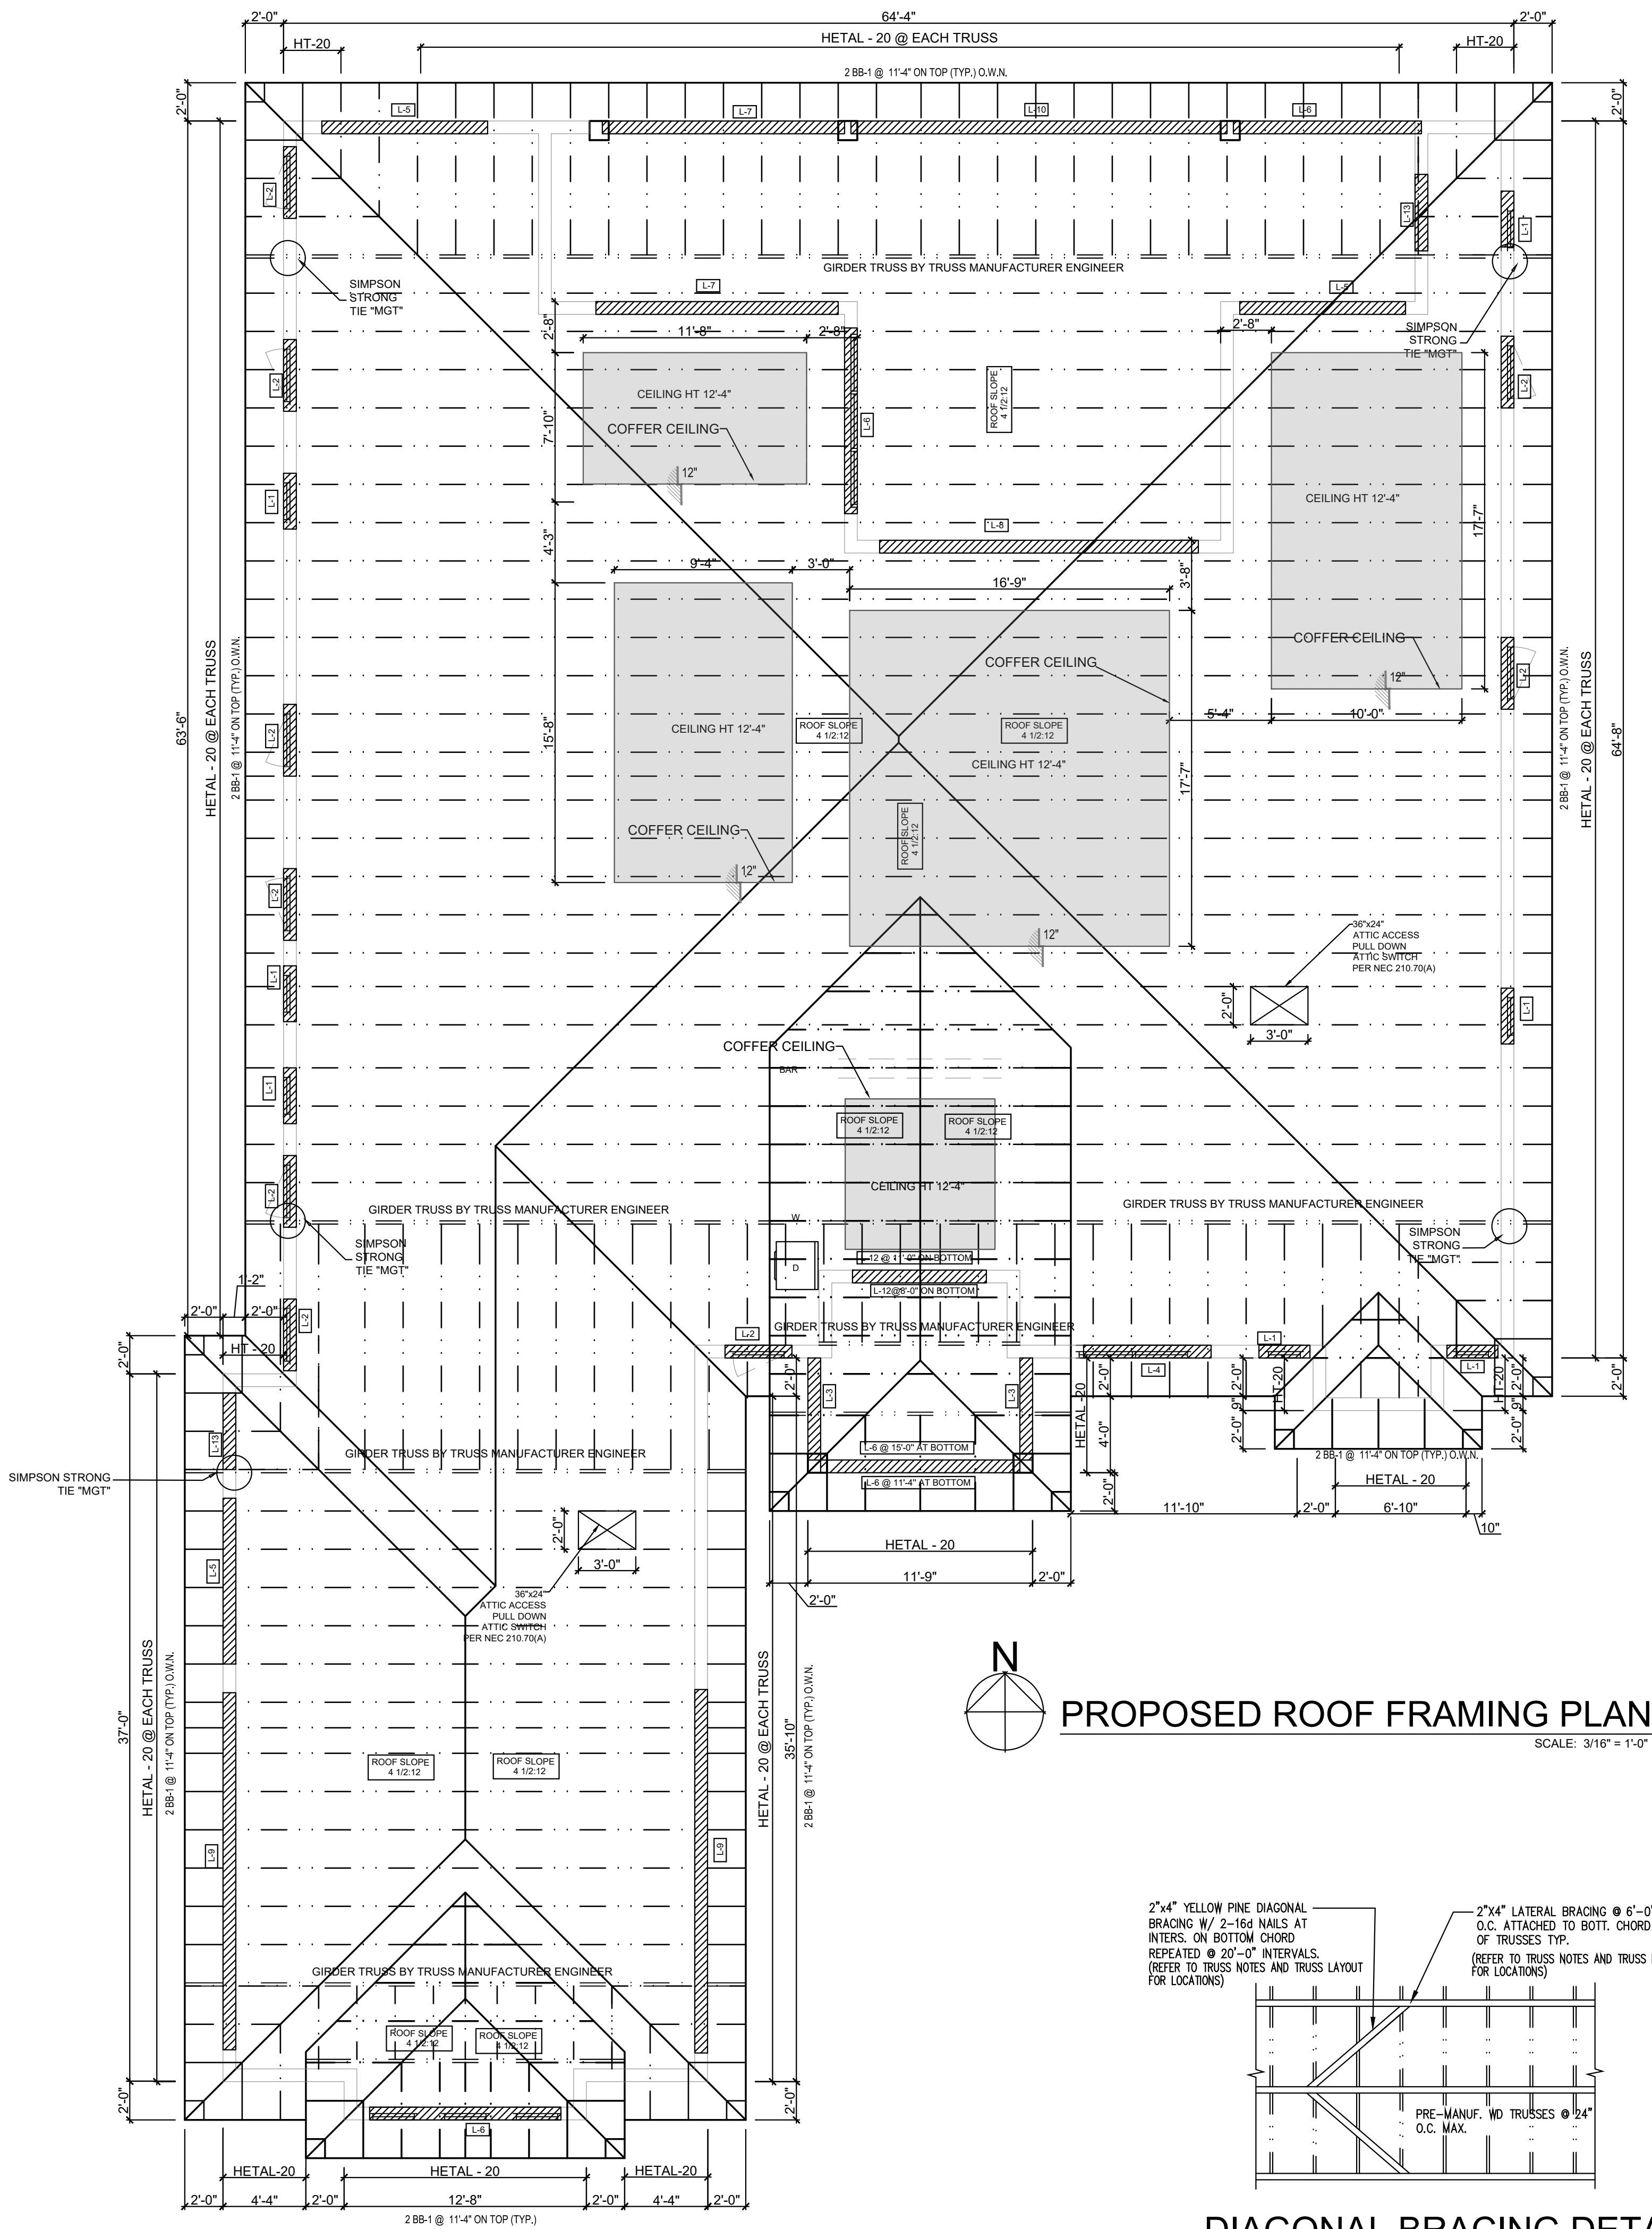 2'-0"
64'-4"
2'-0"
HT-20
HETAL - 20 @ EACH TRUSS
HT-20
2 BB-1 @ 11'-4" ON TOP (TYP.) O.W.N.
2'-0"
2'-0"
L-5
L-7
L-10
L-6
L-2
L-13
L-1
GIRDER TRUSS BY TRUSS MANUFACTURER ENGINEER
SIMPSON
STRONG
TIE "MGT"
L-7
L-5
SIMPSON
STRONG
TIE "MGT"
2'-8"
11'-8"
2'-8"
2'-8"
L-2
L-2
CEILING HT 12'-4"
COFFER CEILING
ROOF SLOPE
4 1/2:12
L-6
7'-10"
12"
L-1
CEILING HT 12'-4"
17'-7"
L-8
4'-3"
9'-4"
3'-0"
16'-9"
3'-8"
COFFER CEILING
COFFER CEILING
12"
L-2
63'-6"
HETAL - 20 @ EACH TRUSS
2 BB-1 @ 11'-4" ON TOP (TYP.) O.W.N.
2 BB-1 @ 11'-4" ON TOP (TYP.) O.W.N.
HETAL - 20 @ EACH TRUSS
64'-8"
5'-4"
10'-0"
L-2
15'-8"
CEILING HT 12'-4"
ROOF SLOPE
4 1/2:12
ROOF SLOPE
4 1/2:12
CEILING HT 12'-4"
17'-7"
ROOF SLOPE
4 1/2:12
COFFER CEILING
12"
L-2
12"
36"x24"
ATTIC ACCESS
PULL DOWN
ATTIC SWITCH
PER NEC 210.70(A)
L-1
2'-0"
3'-0"
L-1
COFFER CEILING
BAR
L-1
ROOF SLOPE
4 1/2:12
ROOF SLOPE
4 1/2:12
CEILING HT 12'-4"
L-2
GIRDER TRUSS BY TRUSS MANUFACTURER ENGINEER
GIRDER TRUSS BY TRUSS MANUFACTURER ENGINEER
W
D
SIMPSON
STRONG
TIE "MGT"
SIMPSON
STRONG
TIE "MGT"
L-12 @ 11'-0" ON BOTTOM
L-12@8'-0" ON BOTTOM
1'-2"
2'-0"
2'-0"
L-2
GIRDER TRUSS BY TRUSS MANUFACTURER ENGINEER
L-2
L-1
HT - 20
2'-0"
L-4
L-1
2'-0"
L-3
L-3
HETAL -20
2'-0"
4'-0"
2'-0"
HT-20
2'-0"
9"
2'-0"
HT-20
2'-0"
9"
2'-0"
2'-0"
L-13
GIRDER TRUSS BY TRUSS MANUFACTURER ENGINEER
L-6 @ 15'-0" AT BOTTOM
L-6 @ 11'-4" AT BOTTOM
2 BB-1 @ 11'-4" ON TOP (TYP.) O.W.N.
SIMPSON STRONG
TIE "MGT"
HETAL - 20
11'-10"
2'-0"
6'-10"
10"
2'-0"
3'-0"
HETAL - 20
11'-9"
2'-0"
2'-0"
L-5
36"x24"
ATTIC ACCESS
PULL DOWN
ATTIC SWITCH
PER NEC 210.70(A)
N
PROPOSED ROOF FRAMING PLAN
SCALE: 3/16" = 1'-0"
37'-0"
HETAL - 20 @ EACH TRUSS
2 BB-1 @ 11'-4" ON TOP (TYP.) O.W.N.
HETAL - 20 @ EACH TRUSS
35'-10"
2 BB-1 @ 11'-4" ON TOP (TYP.) O.W.N.
ROOF SLOPE
4 1/2:12
ROOF SLOPE
4 1/2:12
L-9
L-9
GIRDER TRUSS BY TRUSS MANUFACTURER ENGINEER
ROOF SLOPE
4 1/2:12
ROOF SLOPE
4 1/2:12
2'-0"
2'-0"
L-6
HETAL-20
HETAL - 20
HETAL-20
2'-0"
4'-4"
2'-0"
12'-8"
2'-0"
4'-4"
2'-0"
2 BB-1 @ 11'-4" ON TOP (TYP.)
2"x4" YELLOW PINE DIAGONAL
BRACING W/ 2-16d NAILS AT
INTERS. ON BOTTOM CHORD
REPEATED @ 20'-0" INTERVALS.
(REFER TO TRUSS NOTES AND TRUSS LAYOUT
FOR LOCATIONS)
2"X4" LATERAL BRACING @ 6'-0"
O.C. ATTACHED TO BOTT. CHORD
OF TRUSSES TYP.
(REFER TO TRUSS NOTES AND TRUSS
FOR LOCATIONS)
PRE-MANUF. WD TRUSSES @ 24"
O.C. MAX.
DIAGONAL BRACING